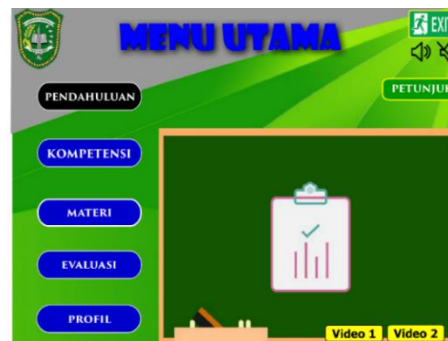 MENU UTAMA
EXIT
PENDAHULUAN
KOMPETENSI
MATERI
EVALUASI
PROFIL
Video 1
Video 2